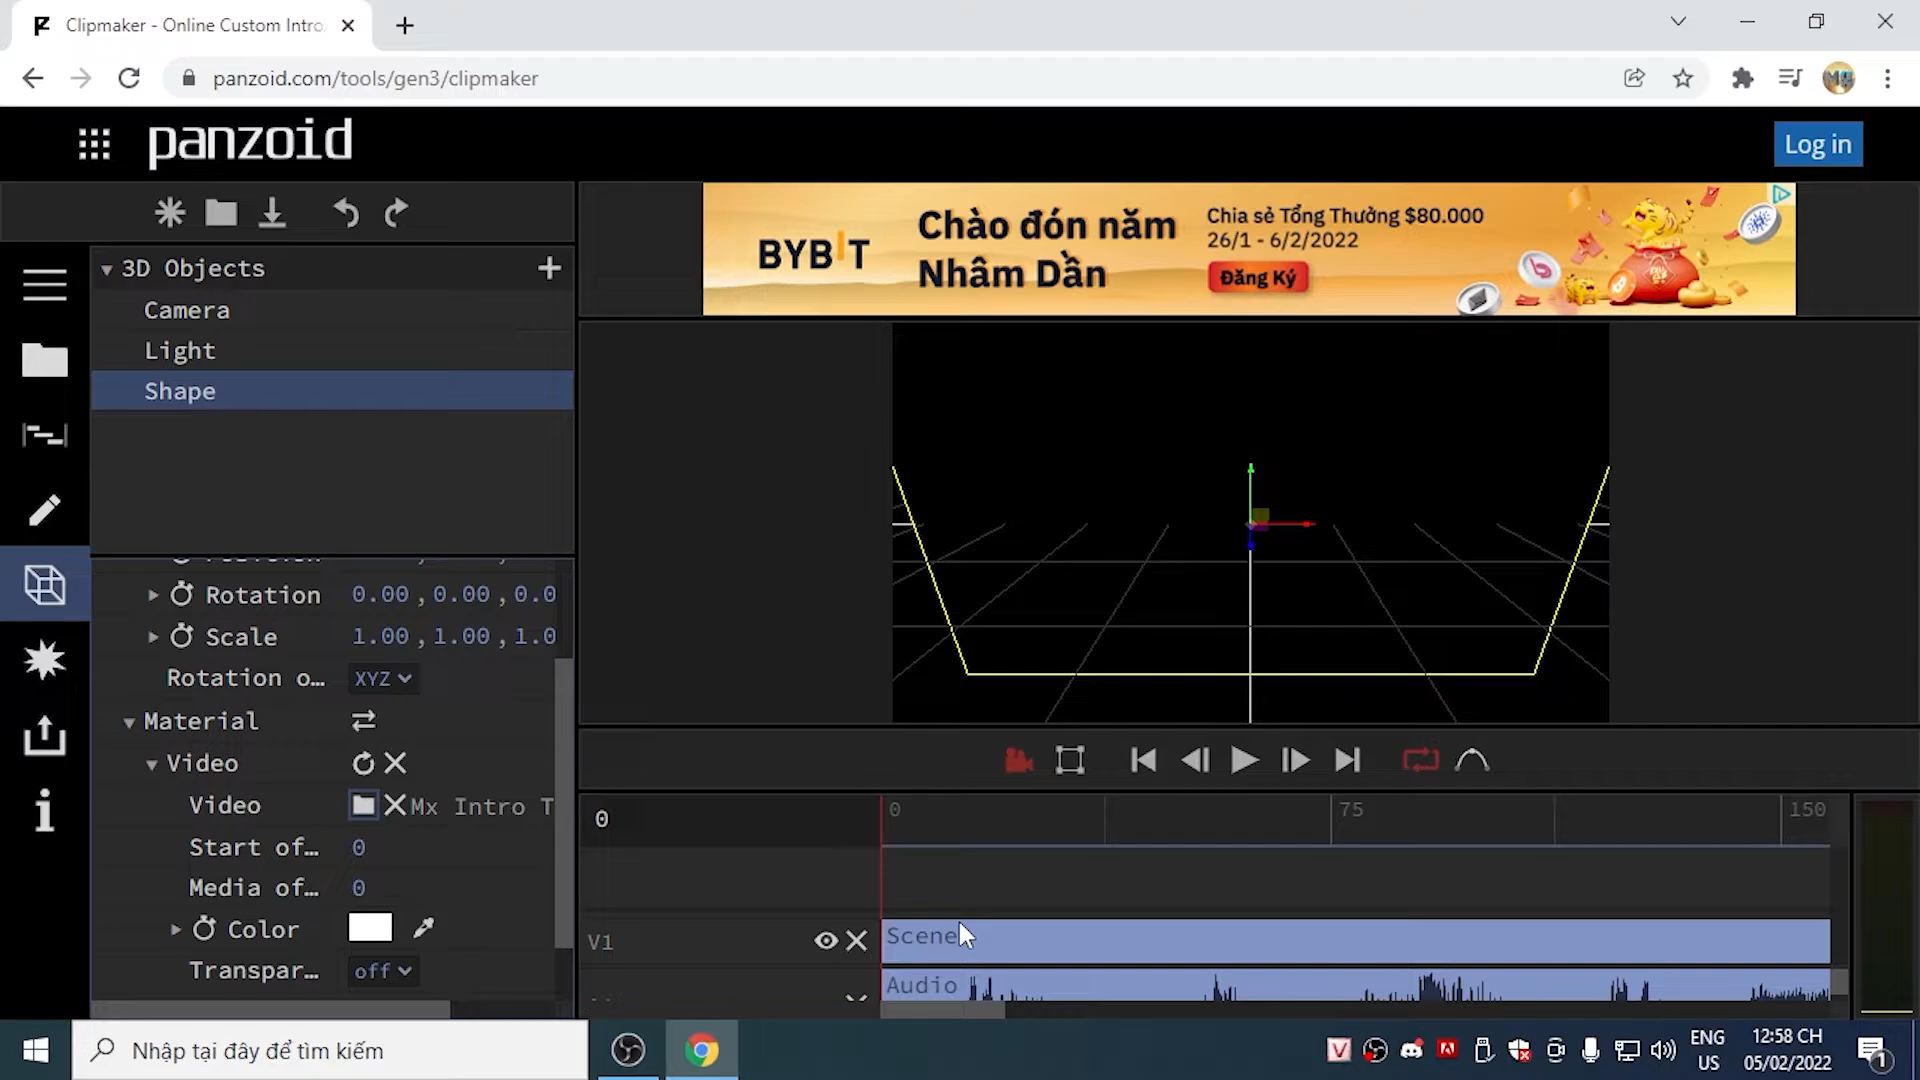 Clipmaker - Online Custom Intro
panzoid.com/tools/gen3/clipmaker
panzoid
Log in
BYBIT
Chào đón năm
Nhâm Dần
Chia sẻ Tổng Thưởng $80.000
26/1 - 6/2/2022
Đăng Ký
3D Objects
Camera
Light
Shape
Rotation 0.00 , 0.00 , 0.0
Scale 1.00 , 1.00 , 1.0
Rotation o… XYZ
Material
Video
Video Mx Intro T
Start of… 0
Media of… 0
Color
Transpar… off
0
0 75 150
V1
Scene
Audio
Nhập tại đây để tìm kiếm
ENG
US
12:58 CH
05/02/2022
1